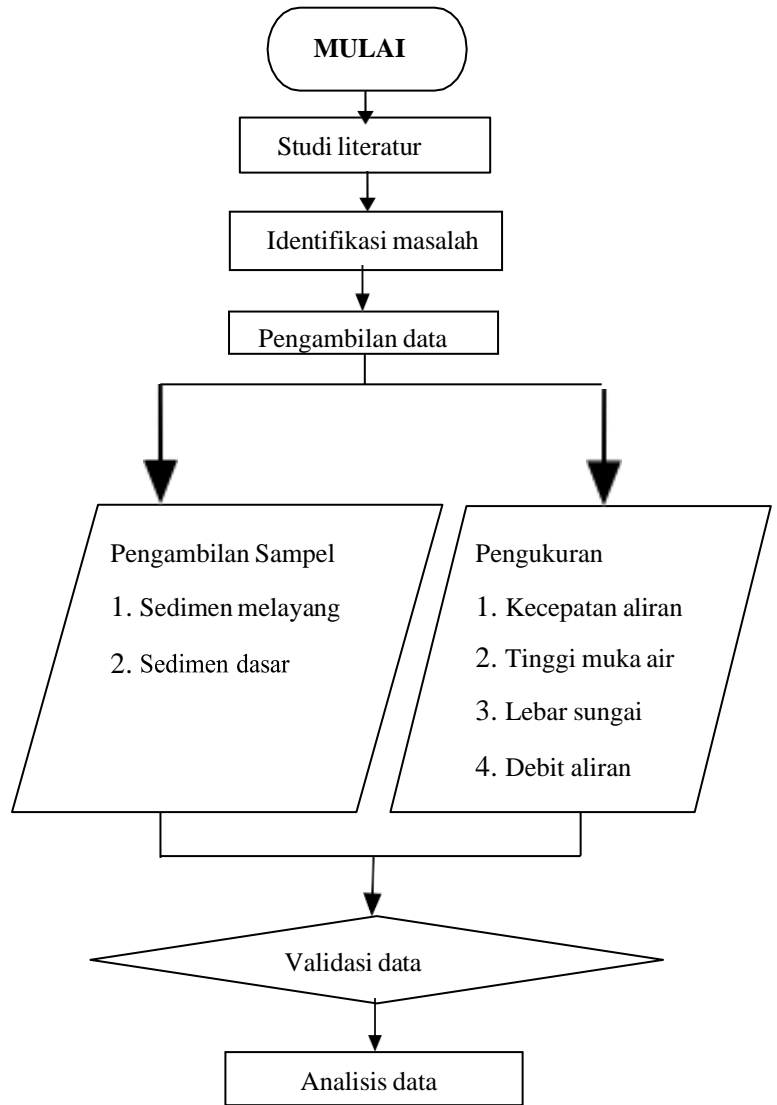 MULAI
Studi literatur
Identifikasi masalah
Pengambilan data
Pengambilan Sampel
1. Sedimen melayang
2. Sedimen dasar
Pengukuran
1. Kecepatan aliran
2. Tinggi muka air
3. Lebar sungai
4. Debit aliran
Validasi data
Analisis data